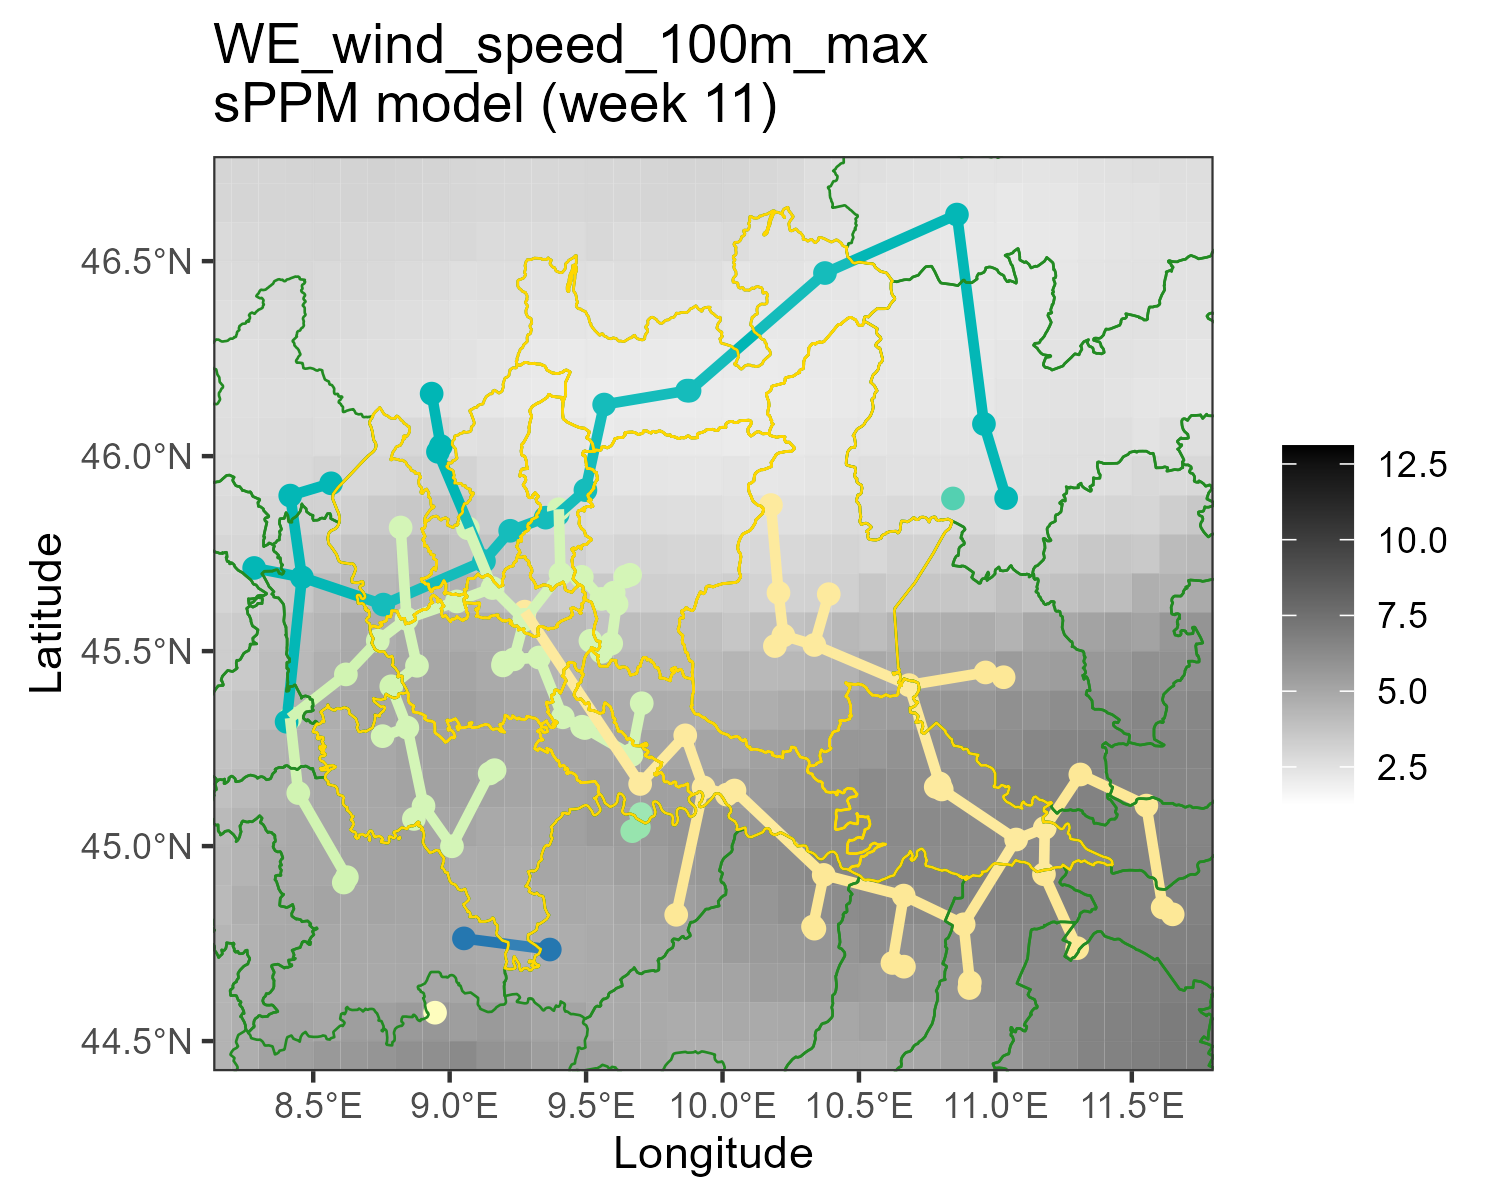 WE_wind_speed_100m_max
sPPM model (week 11)
46.5°N
46.0°N
45.5°N
45.0°N
44.5°N
Latitude
8.5°E 9.0°E 9.5°E 10.0°E 10.5°E 11.0°E 11.5°E
Longitude
12.5
10.0
7.5
5.0
2.5